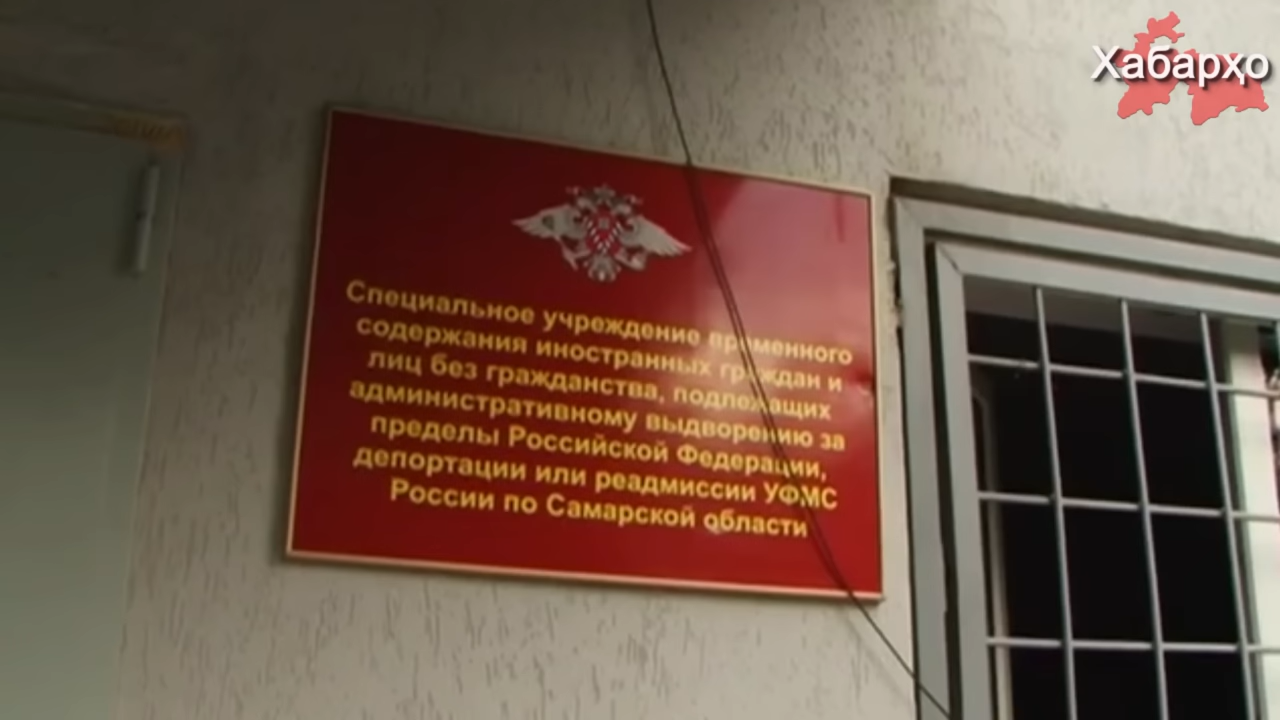 Хабарҳо
Специальное учреждение временного
содержания иностранных граждан и
лиц без гражданства, подлежащих
административному выдворению за
пределы Российской Федерации,
депортации или реадмиссии УФМС
России по Самарской области